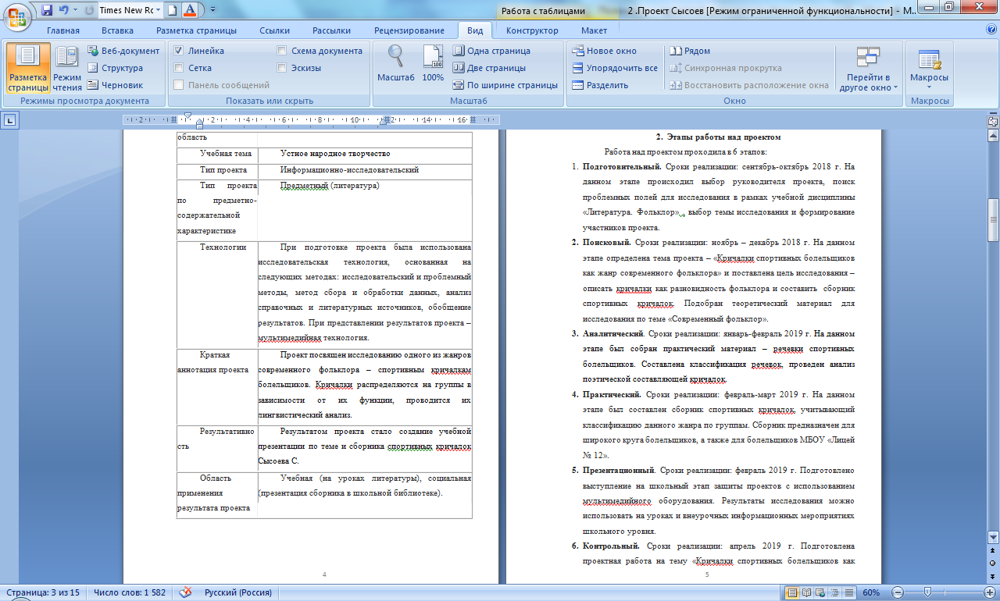 Times New Ro
Работа с таблицами
2 .Проект Сысоев [Режим ограниченной функциональности] - M..
Главная Вставка Разметка страницы Ссылки Рассылки Рецензирование Вид Конструктор Макет
Разметка страницы
Режим чтения
Веб-документ
Структура
Черновик
Режимы просмотра документа
Линейка
Сетка
Панель сообщений
Схема документа
Эскизы
Показать или скрыть
Масштаб
100%
Одна страница
Две страницы
По ширине страницы
Масштаб
Новое окно
Упорядочить все
Разделить
Рядом
Синхронная прокрутка
Восстановить расположение окна
Перейти в
другое окно
Окно
Макросы
Макросы
область
Учебная тема Устное народное творчество
Тип проекта Информационно-исследовательский
Тип проекта
по предметно-
содержательной
характеристике
Предметный (литература)
Технологии
При подготовке проекта была использована
исследовательская технология, основанная на
следующих методах: исследовательский и проблемный
методы, метод сбора и обработки данных, анализ
справочных и литературных источников, обобщение
результатов. При представлении результатов проекта –
мультимедийная технология.
Краткая
аннотация проекта
Проект посвящен исследованию одного из жанров
современного фольклора – спортивным кричалкам
болельщиков. Кричалки распределяются на группы в
зависимости от их функции, проводится их
лингвистический анализ.
Результативно
сть
Результатом проекта стало создание учебной
презентации по теме и сборника спортивных кричалок
Сысоева С.
Область
применения
результата проекта
Учебная (на уроках литературы), социальная
(презентация сборника в школьной библиотеке).
4
2. Этапы работы над проектом
Работа над проектом проходила в 6 этапов:
1. Подготовительный. Сроки реализации: сентябрь-октябрь 2018 г. На
данном этапе происходил выбор руководителя проекта, поиск
проблемных полей для исследования в рамках учебной дисциплины
«Литература. Фольклор» , выбор темы исследования и формирование
участников проекта.
2. Поисковый. Сроки реализации: ноябрь – декабрь 2018 г. На данном
этапе определена тема проекта – «Кричалки спортивных болельщиков
как жанр современного фольклора» и поставлена цель исследования –
описать кричалки как разновидность фольклора и составить сборник
спортивных кричалок. Подобран теоретический материал для
исследования по теме «Современный фольклор».
3. Аналитический. Сроки реализации: январь-февраль 2019 г. На данном
этапе был собран практический материал – речевки спортивных
болельщиков. Составлена классификация речевок, проведен анализ
поэтической составляющей кричалок.
4. Практический. Сроки реализации: февраль-март 2019 г. На данном
этапе был составлен сборник спортивных кричалок, учитывающий
классификацию данного жанра по группам. Сборник предназначен для
широкого круга болельщиков, а также для болельщиков МБОУ «Лицей
№ 12».
5. Презентационный. Сроки реализации: февраль 2019 г. Подготовлено
выступление на школьный этап защиты проектов с использованием
мультимедийного оборудования. Результаты исследования можно
использовать на уроках и внеурочных информационных мероприятиях
школьного уровня.
6. Контрольный. Сроки реализации: апрель 2019 г. Подготовлена
проектная работа на тему «Кричалки спортивных болельщиков как
5
Страница: 3 из 15 Число слов: 1 582 Русский (Россия) 60%